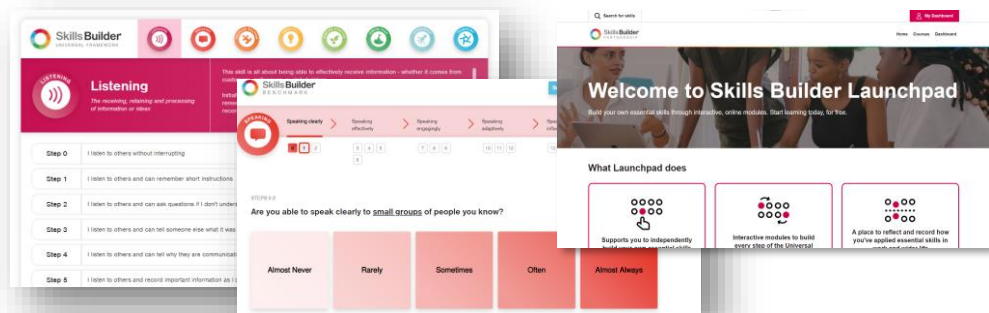 Skills Builder
UNIVERSAL FRAMEWORK
LISTENING
Listening
The receiving, retaining and processing
of information or ideas
This skill is all about being able to effectively receive information - whether it comes from
Step 0 I listen to others without interrupting
Step 1 I listen to others and can remember short instructions
Step 2 I listen to others and can ask questions if I don't
Step 3 I listen to others and can tell someone else what it was
Step 4 I listen to others and can tell why they are
Step 5 I listen to others and record important information as I
Skills Builder
BENCHMARK
SPEAKING
Speaking clearly
Speaking
effectively
Speaking
engagingly
Speaking
adaptively
0 1 2
3 4 5
6
7 8 9
10 11 12
STEPS 0-2
Are you able to speak clearly to small groups of people you know?
Almost Never
Rarely
Sometimes
Often
Almost Always
Search for skills
My Dashboard
Skills Builder
PARTNERSHIP
Home Courses Dashboard
Welcome to Skills Builder Launchpad
Build your own essential skills through interactive, online modules. Start learning today, for free.
What Launchpad does
Supports you to independently
build your own essential skills
Interactive modules to build
every step of the Universal
A place to reflect and record how
you've applied essential skills in
work and wider life